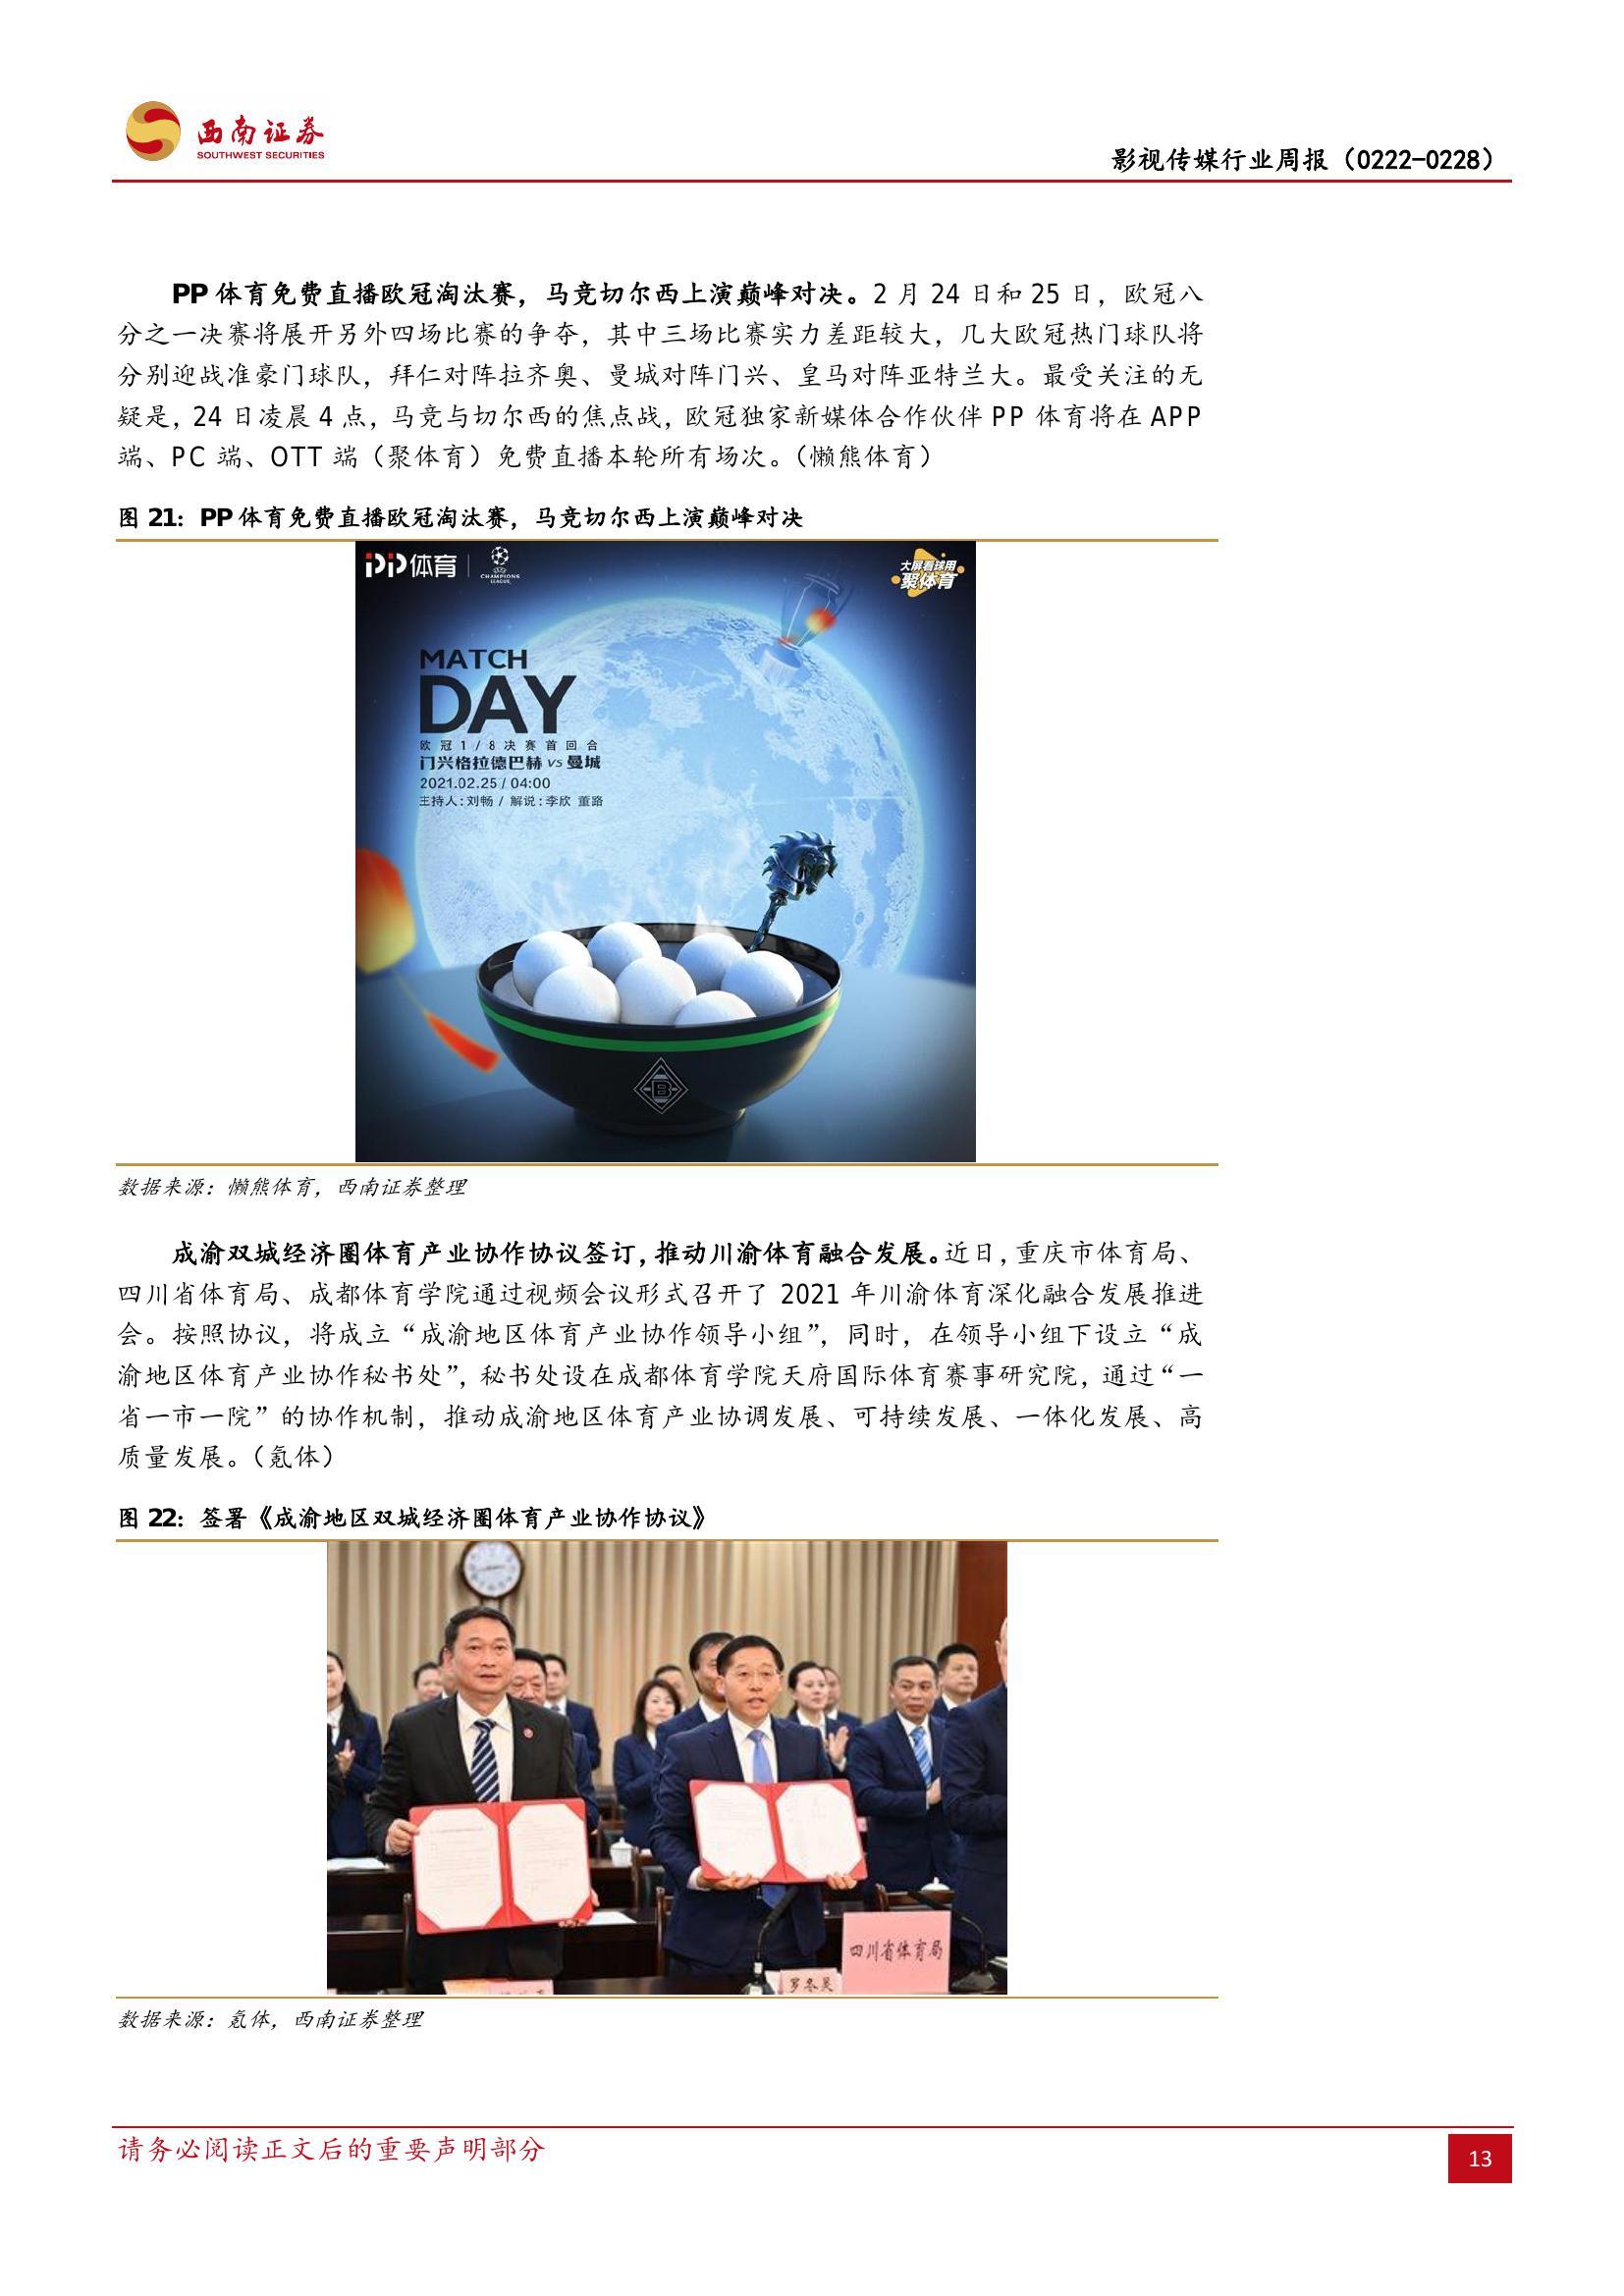 西南证券
SOUTHWEST SECURITIES
影视传媒行业周报（0222-0228）
PP 体育免费直播欧冠淘汰赛，马竞切尔西上演巅峰对决。2 月 24 日和 25 日，欧冠八
分之一决赛将展开另外四场比赛的争夺，其中三场比赛实力差距较大，几大欧冠热门球队将
分别迎战准豪门球队，拜仁对阵拉齐奥、曼城对阵门兴、皇马对阵亚特兰大。最受关注的无
疑是，24 日凌晨 4 点，马竞与切尔西的焦点战，欧冠独家新媒体合作伙伴 PP 体育将在 APP
端、PC 端、OTT 端（聚体育）免费直播本轮所有场次。（懒熊体育）
图 21：PP 体育免费直播欧冠淘汰赛，马竞切尔西上演巅峰对决
PP体育
CHAMPIONS
LEAGUE
大屏看球用
聚体育
MATCH
DAY
欧冠1/8决赛首回合
门兴格拉德巴赫 vs 曼城
2021.02.25 / 04:00
主持人:刘畅 / 解说:李欣 董路
B
数据来源：懒熊体育，西南证券整理
成渝双城经济圈体育产业协作协议签订，推动川渝体育融合发展。近日，重庆市体育局、
四川省体育局、成都体育学院通过视频会议形式召开了 2021 年川渝体育深化融合发展推进
会。按照协议，将成立“成渝地区体育产业协作领导小组”，同时，在领导小组下设立“成
渝地区体育产业协作秘书处”，秘书处设在成都体育学院天府国际体育赛事研究院，通过“一
省一市一院”的协作机制，推动成渝地区体育产业协调发展、可持续发展、一体化发展、高
质量发展。（氪体）
图 22：签署《成渝地区双城经济圈体育产业协作协议》
四川省体育局
罗冬灵
数据来源：氪体，西南证券整理
请务必阅读正文后的重要声明部分
13